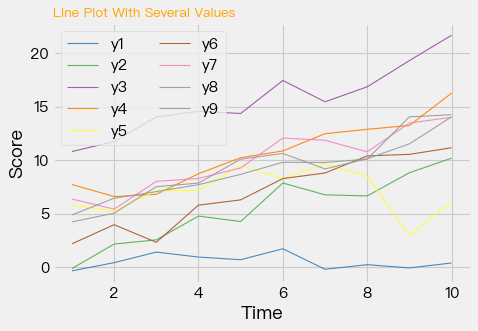 Line Plot With Several Values
y1 y6
y2 y7
y3 y8
y4 y9
y5
20
15
10
5
0
Score
2 4 6 8 10
Time